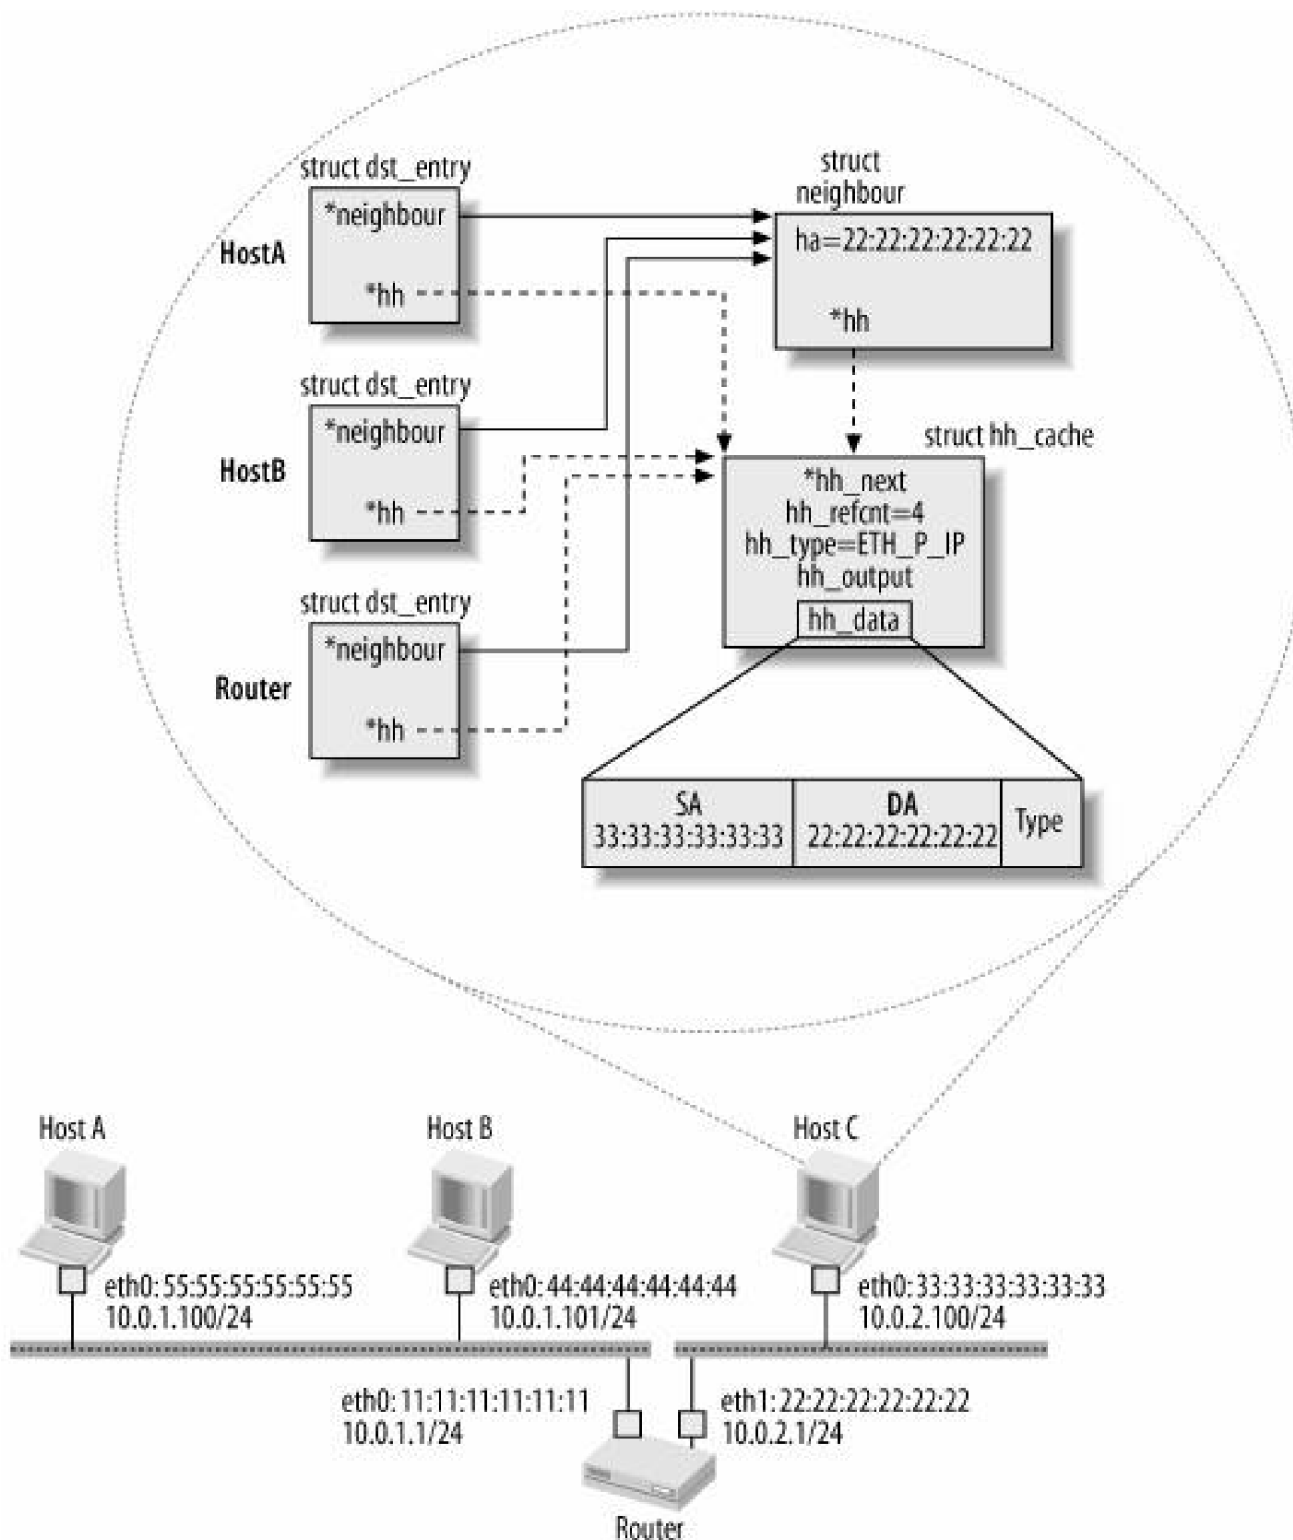 struct dst_entry
*neighbour
HostA
*hh
struct
neighbour
ha=22:22:22:22:22:22
*hh
struct dst_entry
*neighbour
HostB
*hh
struct hh_cache
*hh_next
hh_refcnt=4
hh_type=ETH_P_IP
hh_output
hh_data
struct dst_entry
*neighbour
Router
*hh
SA
33:33:33:33:33:33
DA
22:22:22:22:22:22
Type
Host A
Host B
Host C
eth0: 55:55:55:55:55:55
10.0.1.100/24
eth0: 44:44:44:44:44:44
10.0.1.101/24
eth0: 33:33:33:33:33:33
10.0.2.100/24
eth0: 11:11:11:11:11:11
10.0.1.1/24
eth1: 22:22:22:22:22:22
10.0.2.1/24
Router